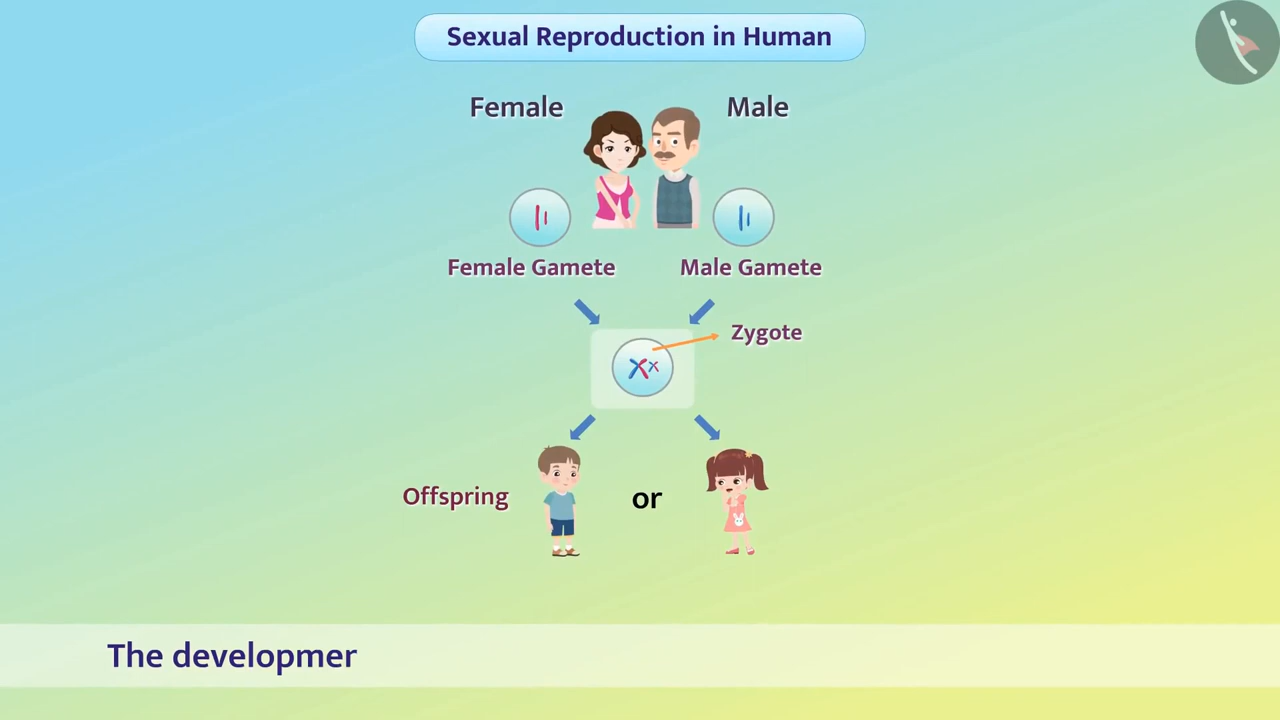 Sexual Reproduction in Human
Female
Male
Female Gamete
Male Gamete
Zygote
Offspring
or
The developmer